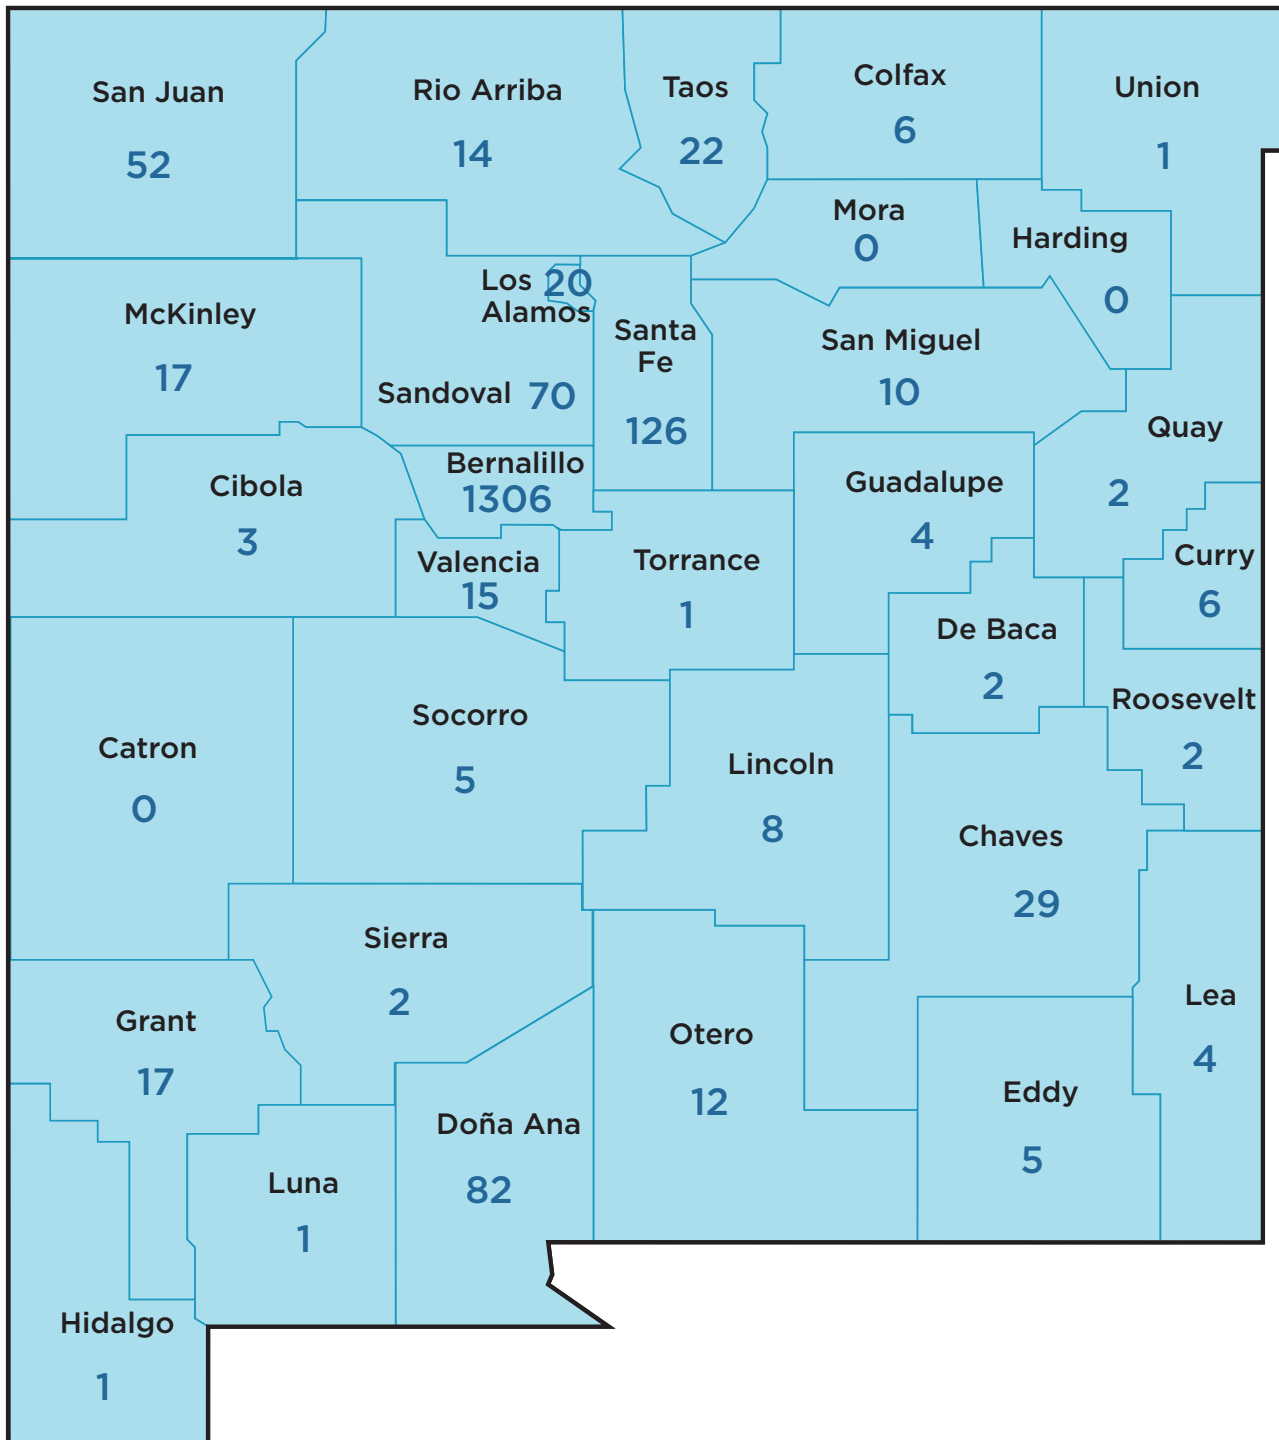 San Juan
52
Rio Arriba
14
Taos
22
Colfax
6
Union
1
Mora
0
Harding
0
McKinley
17
Los 20
Alamos
Santa
Fe
126
San Miguel
10
Sandoval 70
Quay
2
Cibola
3
Bernalillo
1306
Guadalupe
4
Curry
6
Valencia
15
Torrance
1
De Baca
2
Roosevelt
2
Catron
0
Socorro
5
Lincoln
8
Chaves
29
Sierra
2
Grant
17
Otero
12
Lea
4
Eddy
5
Doña Ana
82
Luna
1
Hidalgo
1